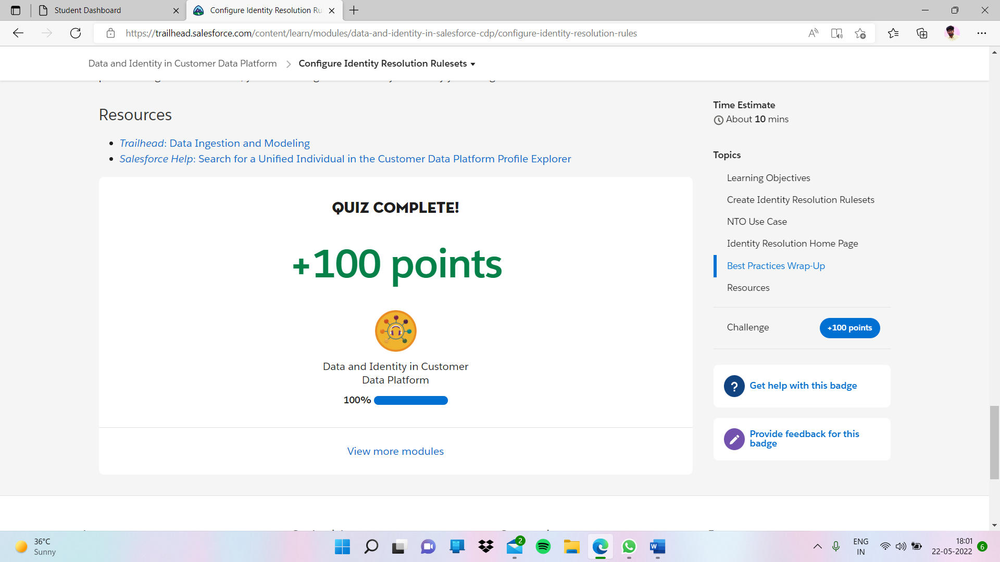 Student Dashboard
Configure Identity Resolution Ru
https://trailhead.salesforce.com/content/learn/modules/data-and-identity-in-salesforce-cdp/configure-identity-resolution-rules
Data and Identity in Customer Data Platform
Configure Identity Resolution Rulesets
Resources
Trailhead: Data Ingestion and Modeling
Salesforce Help: Search for a Unified Individual in the Customer Data Platform Profile Explorer
QUIZ COMPLETE!
+100 points
Data and Identity in Customer
Data Platform
100%
View more modules
Time Estimate
About 10 mins
Topics
Learning Objectives
Create Identity Resolution Rulesets
NTO Use Case
Identity Resolution Home Page
Best Practices Wrap-Up
Resources
Challenge
+100 points
Get help with this badge
Provide feedback for this
badge
36°C
Sunny
2
ENG
IN
18:01
22-05-2022
6